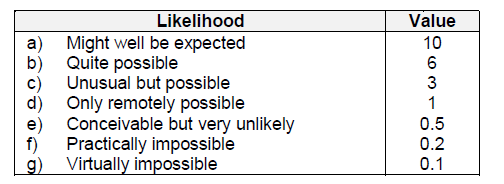 Likelihood Value
a) Might well be expected 10
b) Quite possible 6
c) Unusual but possible 3
d) Only remotely possible 1
e) Conceivable but very unlikely 0.5
f) Practically impossible 0.2
g) Virtually impossible 0.1